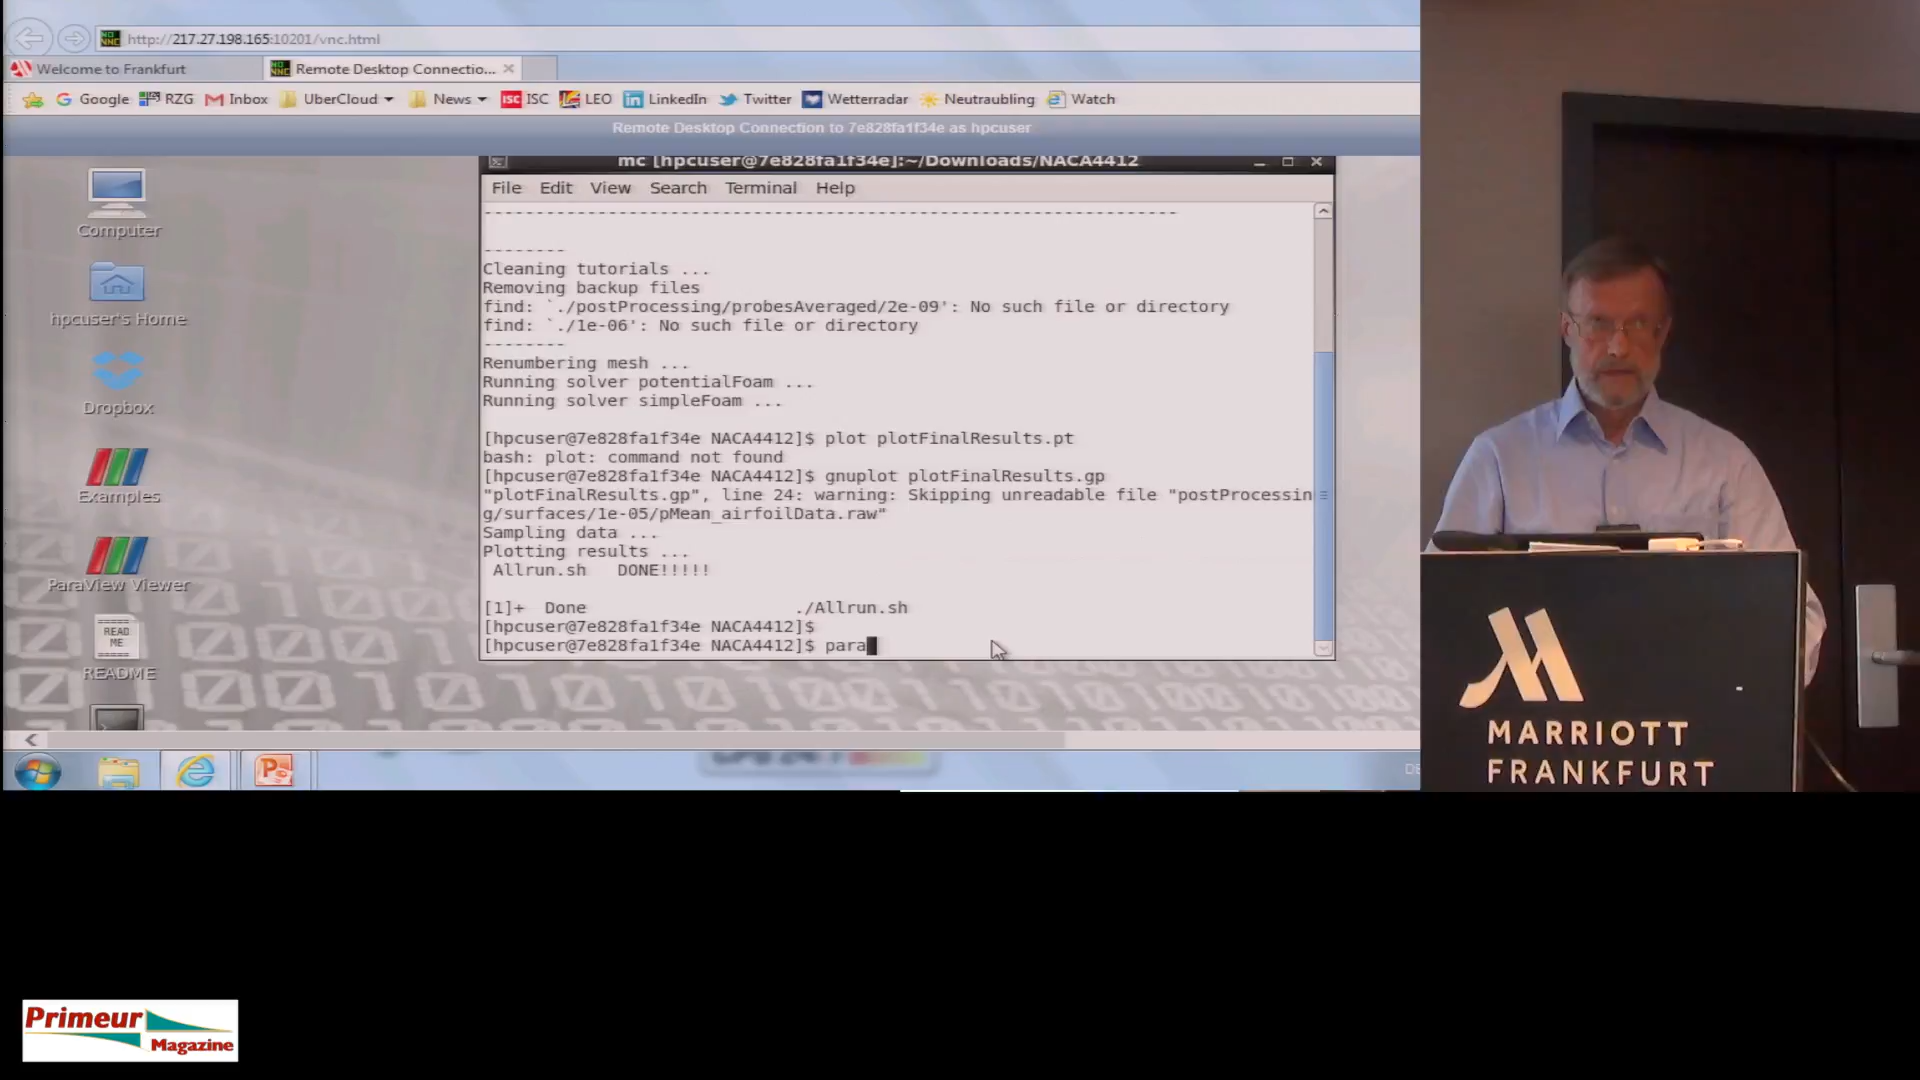 http://217.27.198.165:10201/vnc.html
Welcome to Frankfurt
Remote Desktop Connectio...
Google RZG Inbox UberCloud News ISC ISC LEO LinkedIn Twitter Wetterradar Neutraubling Watch
Remote Desktop Connection to 7e828fa1f34e as hpcuser
mc [hpcuser@7e828fa1f34e]:~/Downloads/NACA4412
File Edit View Search Terminal Help
--------
Cleaning tutorials ...
Removing backup files
find: `./postProcessing/probesAveraged/2e-09': No such file or directory
find: `./1e-06': No such file or directory
--------
Renumbering mesh ...
Running solver potentialFoam ...
Running solver simpleFoam ...
[hpcuser@7e828fa1f34e NACA4412]$ plot plotFinalResults.pt
bash: plot: command not found
[hpcuser@7e828fa1f34e NACA4412]$ gnuplot plotFinalResults.gp
"plotFinalResults.gp", line 24: warning: Skipping unreadable file "postProcessin
g/surfaces/1e-05/pMean_airfoilData.raw"
Sampling data ...
Plotting results ...
Allrun.sh DONE!!!!!
[1]+ Done ./Allrun.sh
[hpcuser@7e828fa1f34e NACA4412]$
[hpcuser@7e828fa1f34e NACA4412]$ para
Computer
hpcuser's Home
Dropbox
Examples
ParaView Viewer
READ
ME
README
MARRIOTT
FRANKFURT
Primeur
Magazine